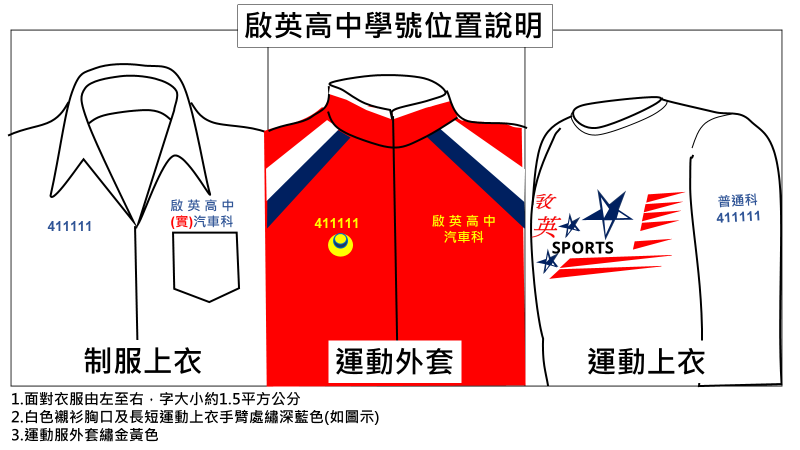 啟英高中學號位置說明
411111
啟英高中
(實)汽車科
制服上衣
411111
啟英高中
汽車科
運動外套
啟英
SPORTS
普通科
411111
運動上衣
1.面對衣服由左至右，字大小約1.5平方公分
2.白色襯衫胸口及長短運動上衣手臂處繡深藍色(如圖示)
3.運動服外套繡金黃色